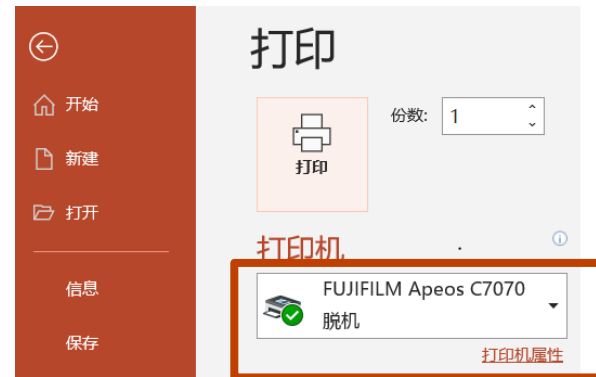 打印
开始
新建
打开
信息
保存
份数: 1
打印
打印机
FUJIFILM Apeos C7070
脱机
打印机属性